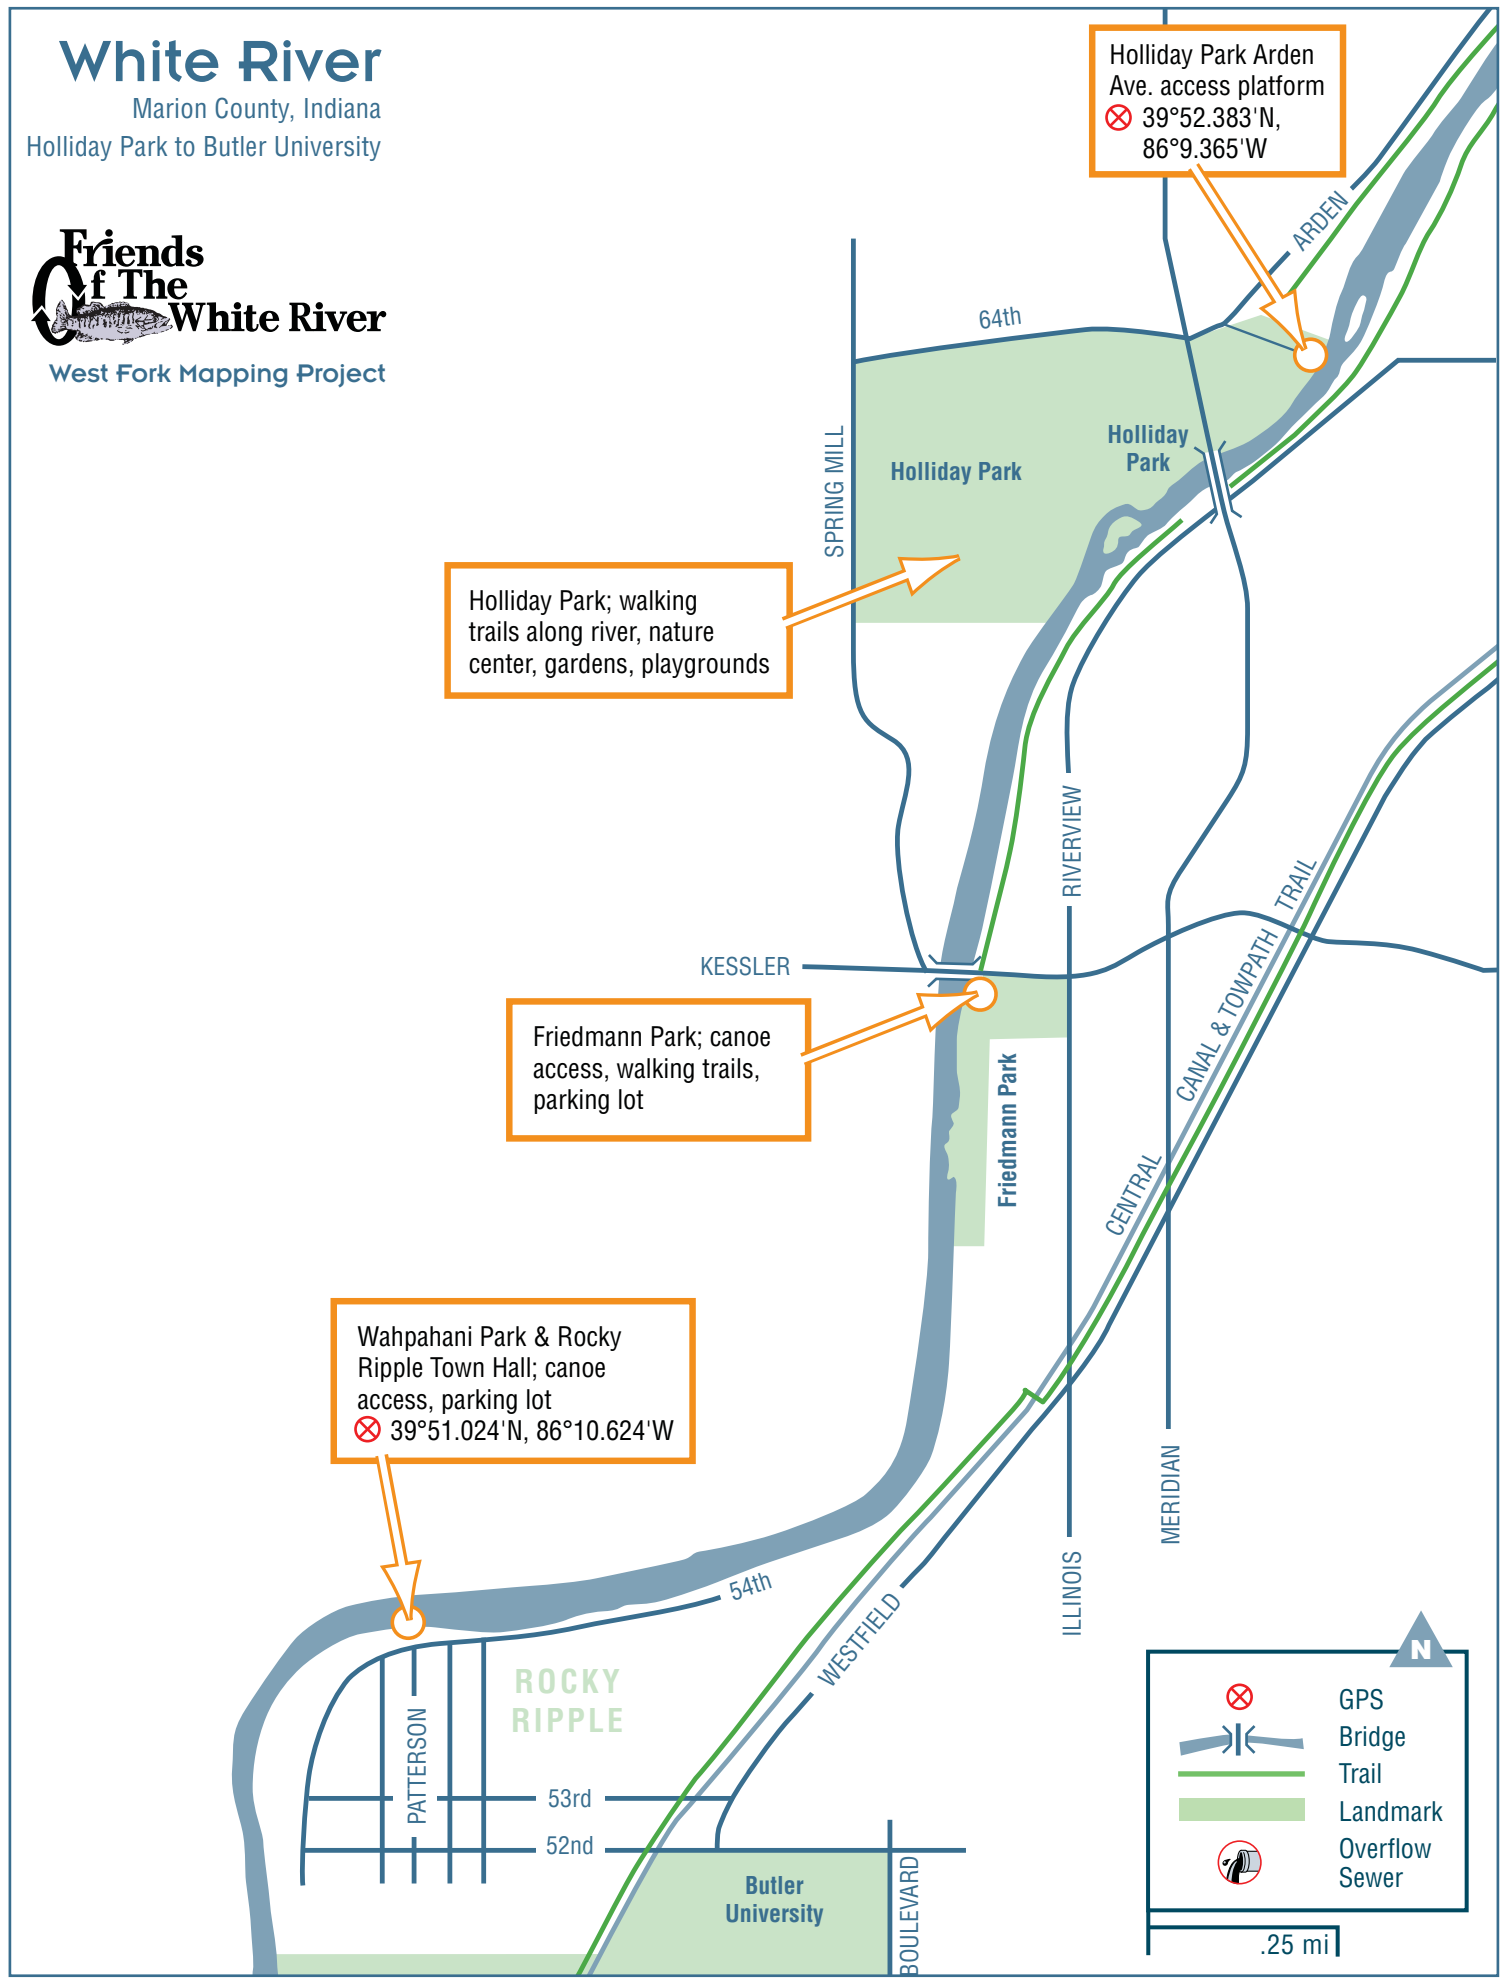 White River
Marion County, Indiana
Holliday Park to Butler University
Friends
Of The
White River
West Fork Mapping Project
Holliday Park Arden
Ave. access platform
39°52.383'N,
86°9.365'W
ARDEN
64th
SPRING MILL
Holliday Park
Holliday
Park
Holliday Park; walking
trails along river, nature
center, gardens, playgrounds
RIVERVIEW
KESSLER
CENTRAL CANAL & TOWPATH TRAIL
Friedmann Park; canoe
access, walking trails,
parking lot
Friedmann Park
Wahpahani Park & Rocky
Ripple Town Hall; canoe
access, parking lot
39°51.024'N, 86°10.624'W
MERIDIAN
ILLINOIS
54th
WESTFIELD
ROCKY
RIPPLE
PATTERSON
53rd
52nd
Butler
University
BOULEVARD
N
GPS
Bridge
Trail
Landmark
Overflow
Sewer
.25 mi